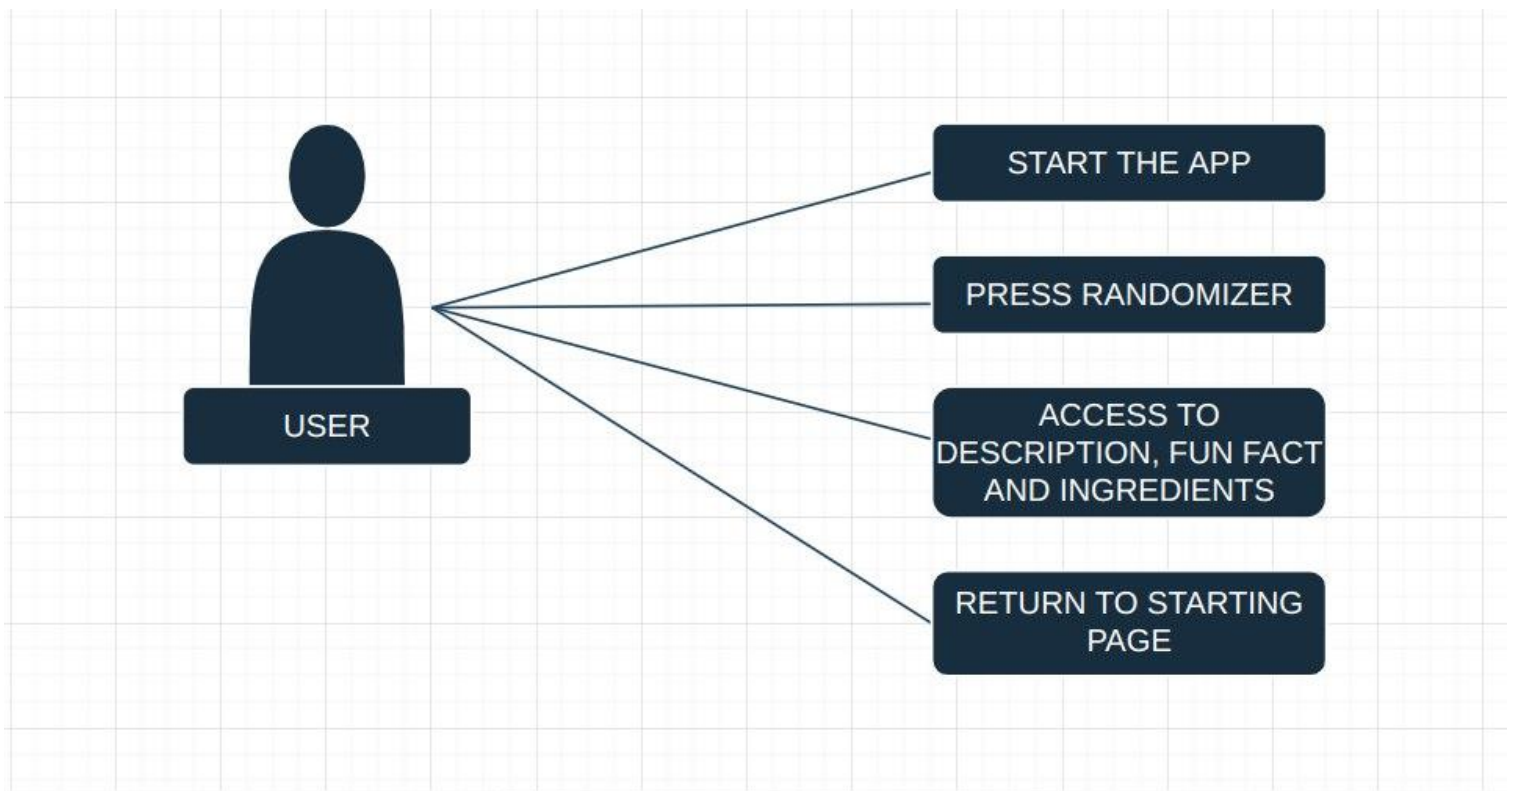 START THE APP
PRESS RANDOMIZER
USER
ACCESS TO
DESCRIPTION, FUN FACT
AND INGREDIENTS
RETURN TO STARTING
PAGE